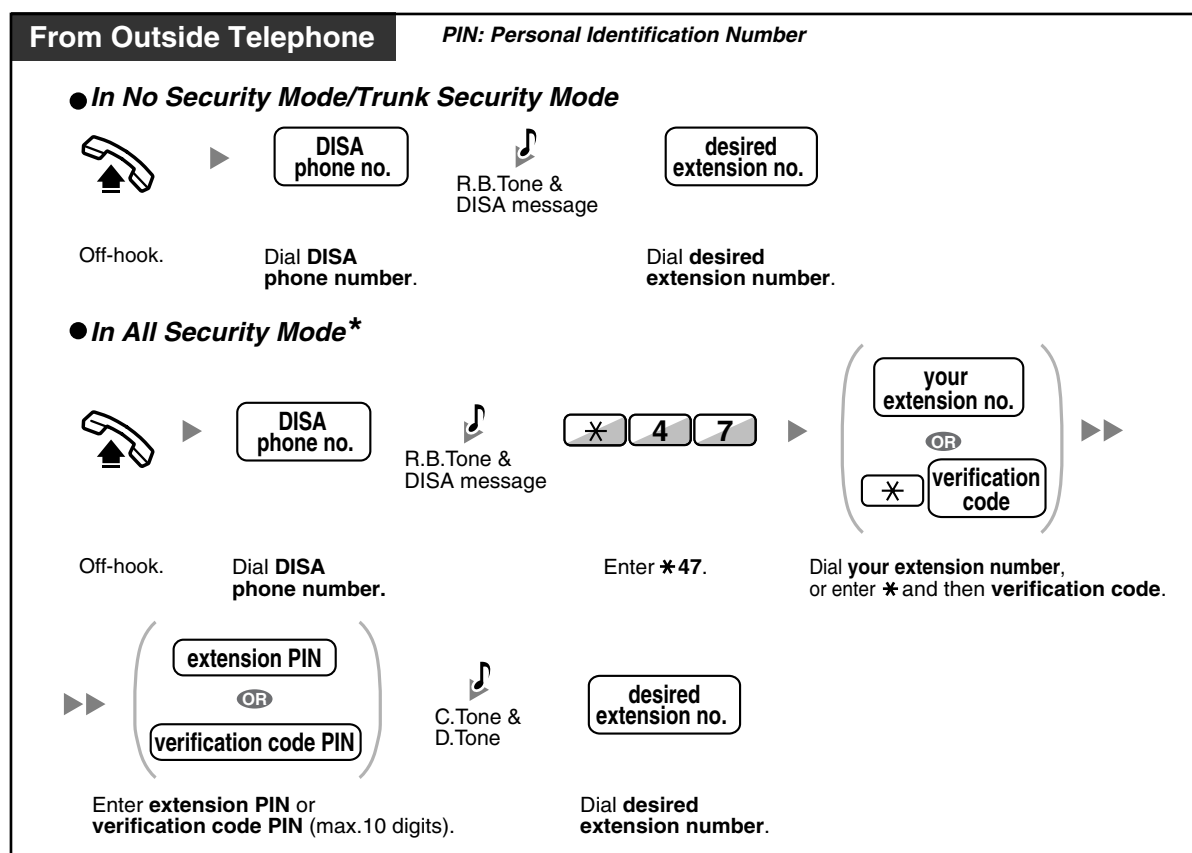 From Outside Telephone
PIN: Personal Identification Number
● In No Security Mode/Trunk Security Mode
DISA
phone no.
R.B.Tone &
DISA message
desired
extension no.
Off-hook.
Dial DISA
phone number.
Dial desired
extension number.
● In All Security Mode*
DISA
phone no.
R.B.Tone &
DISA message
* 4 7
your
extension no.
OR
* verification
code
Off-hook.
Dial DISA
phone number.
Enter *47.
Dial your extension number,
or enter * and then verification code.
extension PIN
OR
verification code PIN
C.Tone &
D.Tone
desired
extension no.
Enter extension PIN or
verification code PIN (max.10 digits).
Dial desired
extension number.